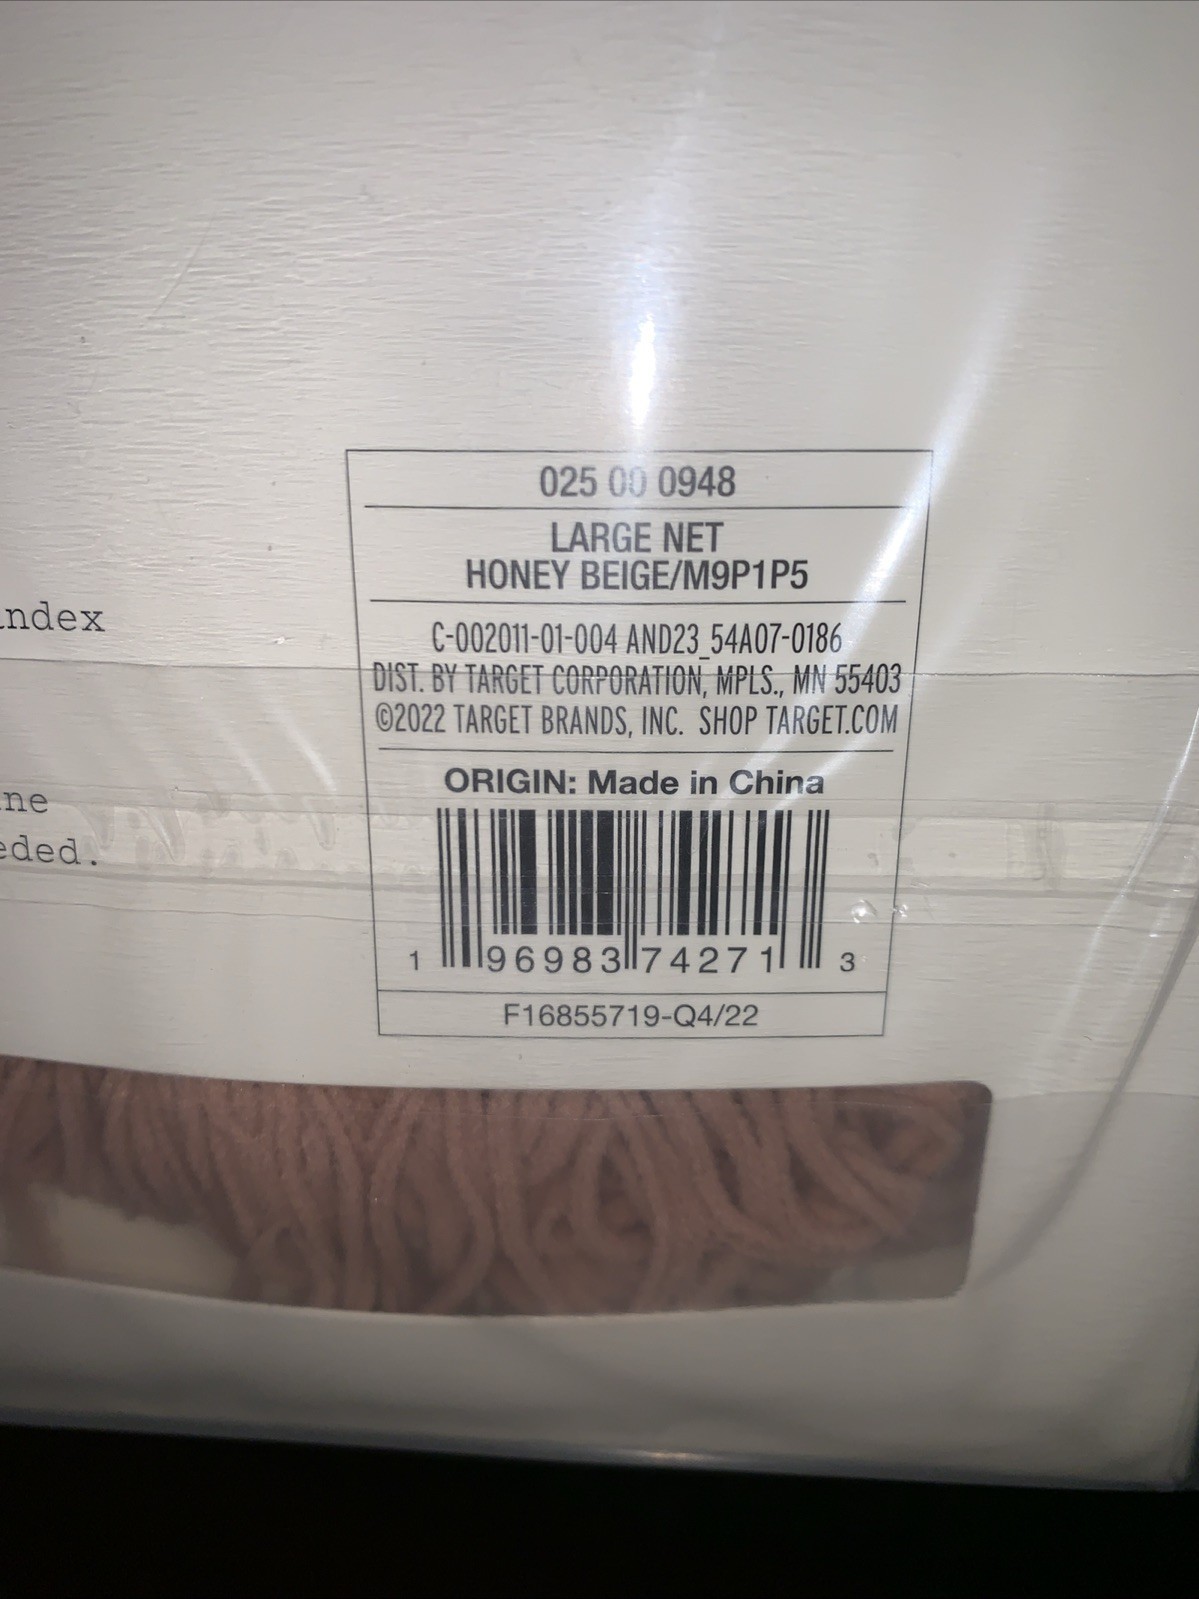 025 00 0948
LARGE NET
HONEY BEIGE/M9P1P5
ndex
C-002011-01-004 AND23_54A07-0186
DIST. BY TARGET CORPORATION, MPLS., MN 55403
©2022 TARGET BRANDS, INC. SHOP TARGET.COM
ORIGIN: Made in China
ne
eded.
1 96983 74271 3
F16855719-Q4/22